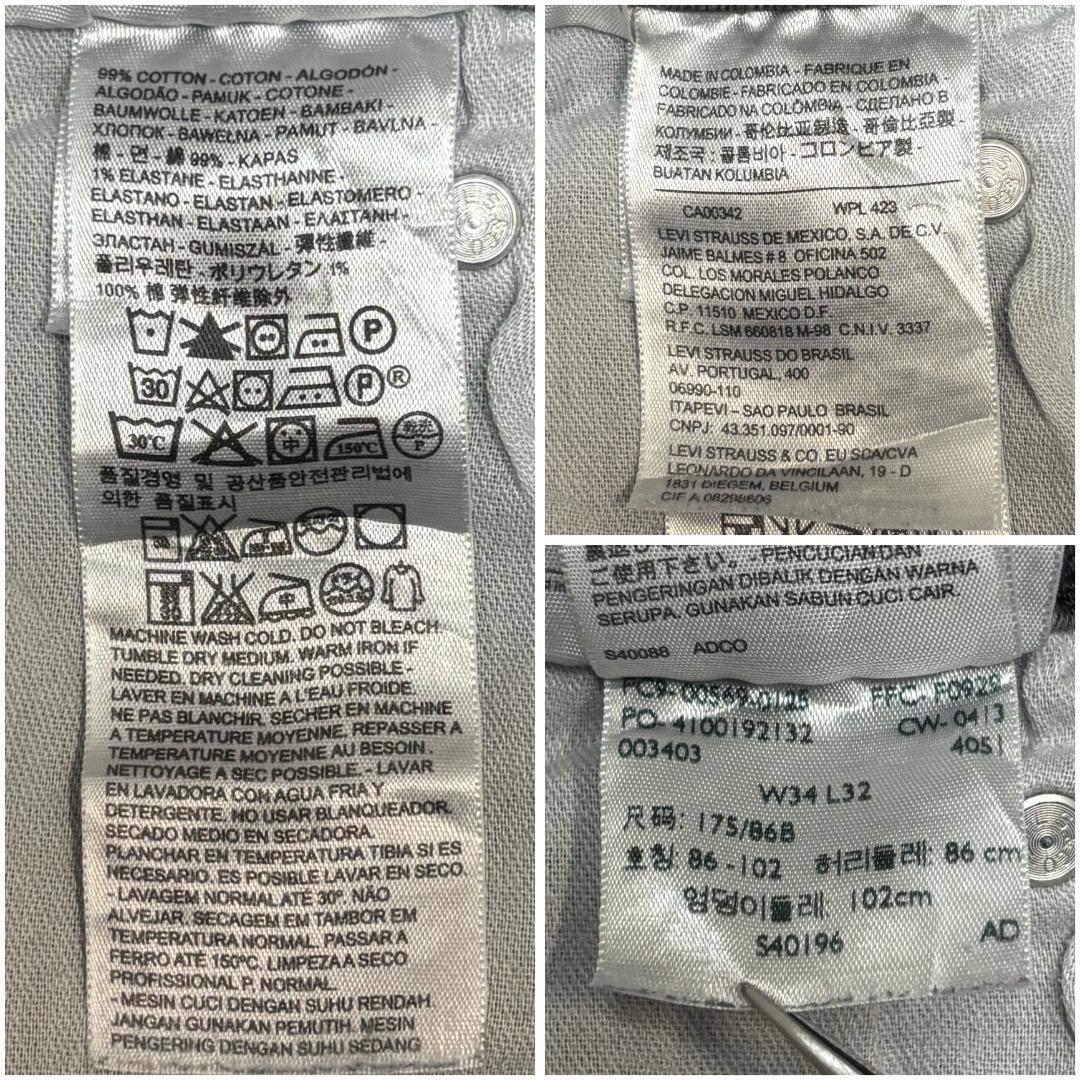 99% COTTON - COTON - ALGODÓN -
ALGODÃO - PAMUK - COTONE -
BAUMWOLLE - KATOEN - BAMBAKI -
ХЛОПОК - BAWEŁNA - PAMUT - BAVLNA -
棉 - 면 - 綿 99% - KAPAS
1% ELASTANE - ELASTHANNE -
ELASTANO - ELASTAN - ELASTOMERO -
ELASTHAN - ELASTAAN - ΕΛΑΣΤΑΝΗ -
ЭЛАСТАН - GUMISZÁL - 彈性纖維 -
폴리우레탄 - ポリウレタン 1%
100% 棉 弹性纤维除外
P
30 P ®
30°C 中 150°C 乾洗 P
품질경영 및 공산품안전관리법에
의한 품질표시
30
中
MACHINE WASH COLD. DO NOT BLEACH.
TUMBLE DRY MEDIUM. WARM IRON IF
NEEDED. DRY CLEANING POSSIBLE -
LAVER EN MACHINE A L'EAU FROIDE.
NE PAS BLANCHIR. SECHER EN MACHINE
A TEMPERATURE MOYENNE. REPASSER A
TEMPERATURE MOYENNE AU BESOIN.
NETTOYAGE A SEC POSSIBLE. - LAVAR
EN LAVADORA CON AGUA FRIA Y
DETERGENTE. NO USAR BLANQUEADOR.
SECADO MEDIO EN SECADORA.
PLANCHAR EN TEMPERATURA TIBIA SI ES
NECESARIO. ES POSIBLE LAVAR EN SECO.
- LAVAGEM NORMAL ATÉ 30º. NÃO
ALVEJAR. SECAGEM EM TAMBOR EM
TEMPERATURA NORMAL. PASSAR A
FERRO ATÉ 150ºC. LIMPEZA A SECO
PROFISSIONAL P. NORMAL.
- MESIN CUCI DENGAN SUHU RENDAH.
JANGAN GUNAKAN PEMUTIH. MESIN
PENGERING DENGAN SUHU SEDANG
MADE IN COLOMBIA - FABRIQUE EN
COLOMBIE - FABRICADO EN COLOMBIA -
FABRICADO NA COLÔMBIA - СДЕЛАНО В
КОЛУМБИИ - 哥伦比亚制造 - 哥倫比亞製 -
제조국 : 콜롬비아 - コロンビア製 -
BUATAN KOLUMBIA
CA00342 WPL 423
LEVI STRAUSS DE MEXICO, S.A. DE C.V.
JAIME BALMES # 8 OFICINA 502
COL. LOS MORALES POLANCO
DELEGACION MIGUEL HIDALGO
C.P. 11510 MEXICO D.F.
R.F.C. LSM 660818 M-98 C.N.I.V. 3337
LEVI STRAUSS DO BRASIL
AV. PORTUGAL, 400
06990-110
ITAPEVI – SAO PAULO BRASIL
CNPJ: 43.351.097/0001-90
LEVI STRAUSS & CO. EU SCA/CVA
LEONARDO DA VINCILAAN, 19 - D
1831 DIEGEM, BELGIUM
CIF A 08298606
ご使用下さい。 - PENCUCIAN DAN
PENGERINGAN DIBALIK DENGAN WARNA
SERUPA. GUNAKAN SABUN CUCI CAIR.
S40088 ADCO
PC9-00569-0125 FFC-
PO-4100192132 CW-0413
003403 4051
W34 L32
尺码: 175/86B
호칭: 86-102 허리둘레: 86 cm
엉덩이둘레: 102cm
S40196 AD